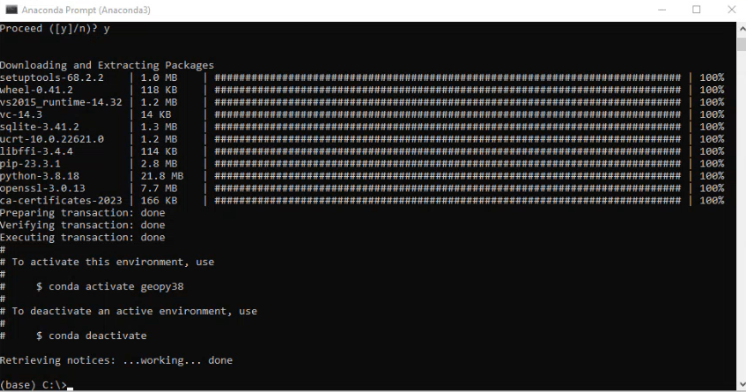 Anaconda Prompt (Anaconda3)
Proceed ([y]/n)? y
Downloading and Extracting Packages
setuptools-68.2.2 | 1.0 MB | ############################################################################ | 100%
wheel-0.41.2 | 118 KB | ############################################################################ | 100%
vs2015_runtime-14.32 | 1.2 MB | ############################################################################ | 100%
vc-14.3 | 14 KB | ############################################################################ | 100%
sqlite-3.41.2 | 1.3 MB | ############################################################################ | 100%
ucrt-10.0.22621.0 | 1.2 MB | ############################################################################ | 100%
libffi-3.4.4 | 114 KB | ############################################################################ | 100%
pip-23.3.1 | 2.8 MB | ############################################################################ | 100%
python-3.8.18 | 21.8 MB | ############################################################################ | 100%
openssl-3.0.13 | 7.7 MB | ############################################################################ | 100%
ca-certificates-2023 | 166 KB | ############################################################################ | 100%
Preparing transaction: done
Verifying transaction: done
Executing transaction: done
#
# To activate this environment, use
#
#     $ conda activate geopy38
#
# To deactivate an active environment, use
#
#     $ conda deactivate
Retrieving notices: ...working... done
(base) C:\>